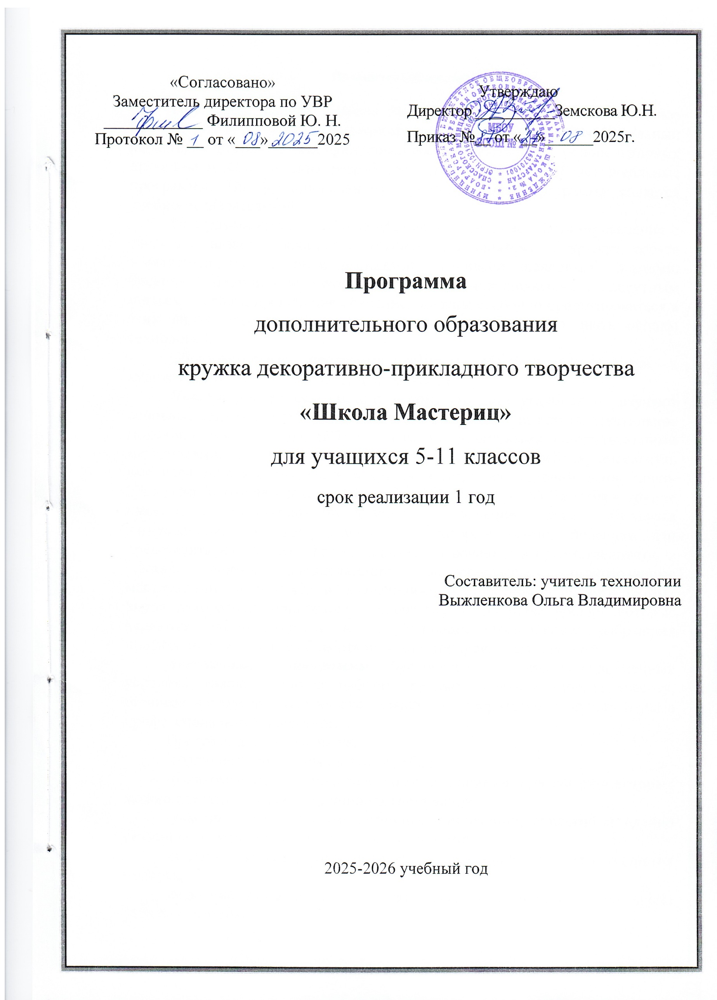 «Согласовано»
Заместитель директора по УВР
Филипповой Ю. Н.
Протокол № 1 от «08» 2025 2025
Утверждаю
Директор Земскова Ю.Н.
Приказ № от «27» 08 2025г.
МБОУ
Программа
дополнительного образования
кружка декоративно-прикладного творчества
«Школа Мастериц»
для учащихся 5-11 классов
срок реализации 1 год
Составитель: учитель технологии
Выжленкова Ольга Владимировна
2025-2026 учебный год